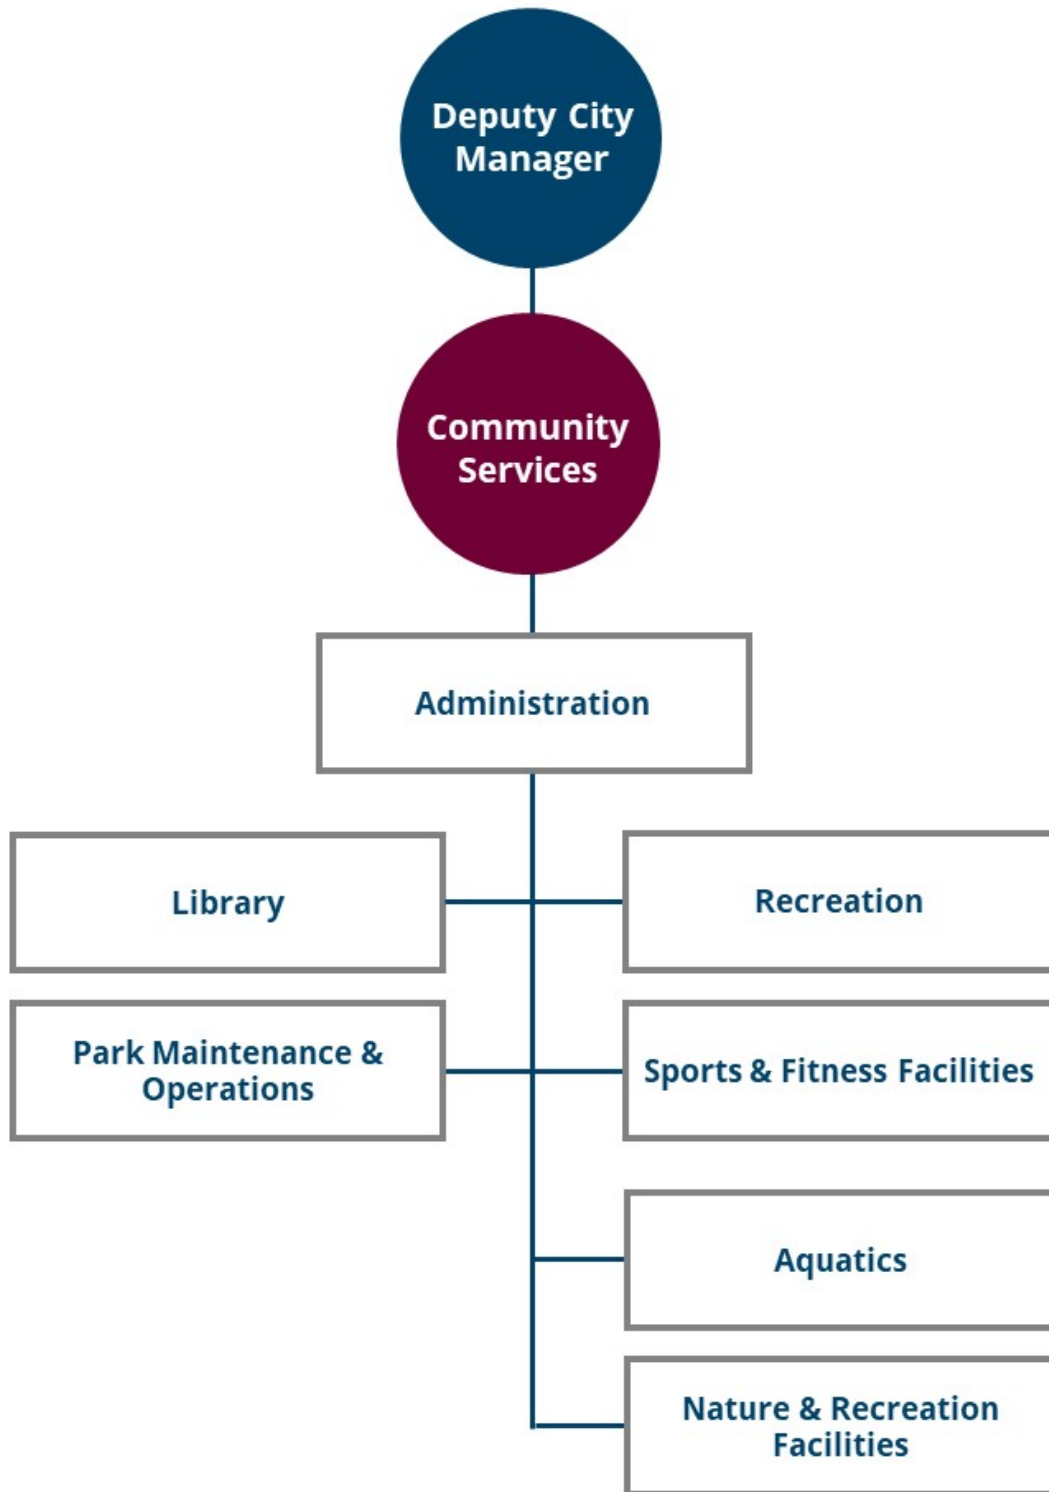 Deputy City
Manager
Community
Services
Administration
Library
Recreation
Park Maintenance &
Operations
Sports & Fitness Facilities
Aquatics
Nature & Recreation
Facilities